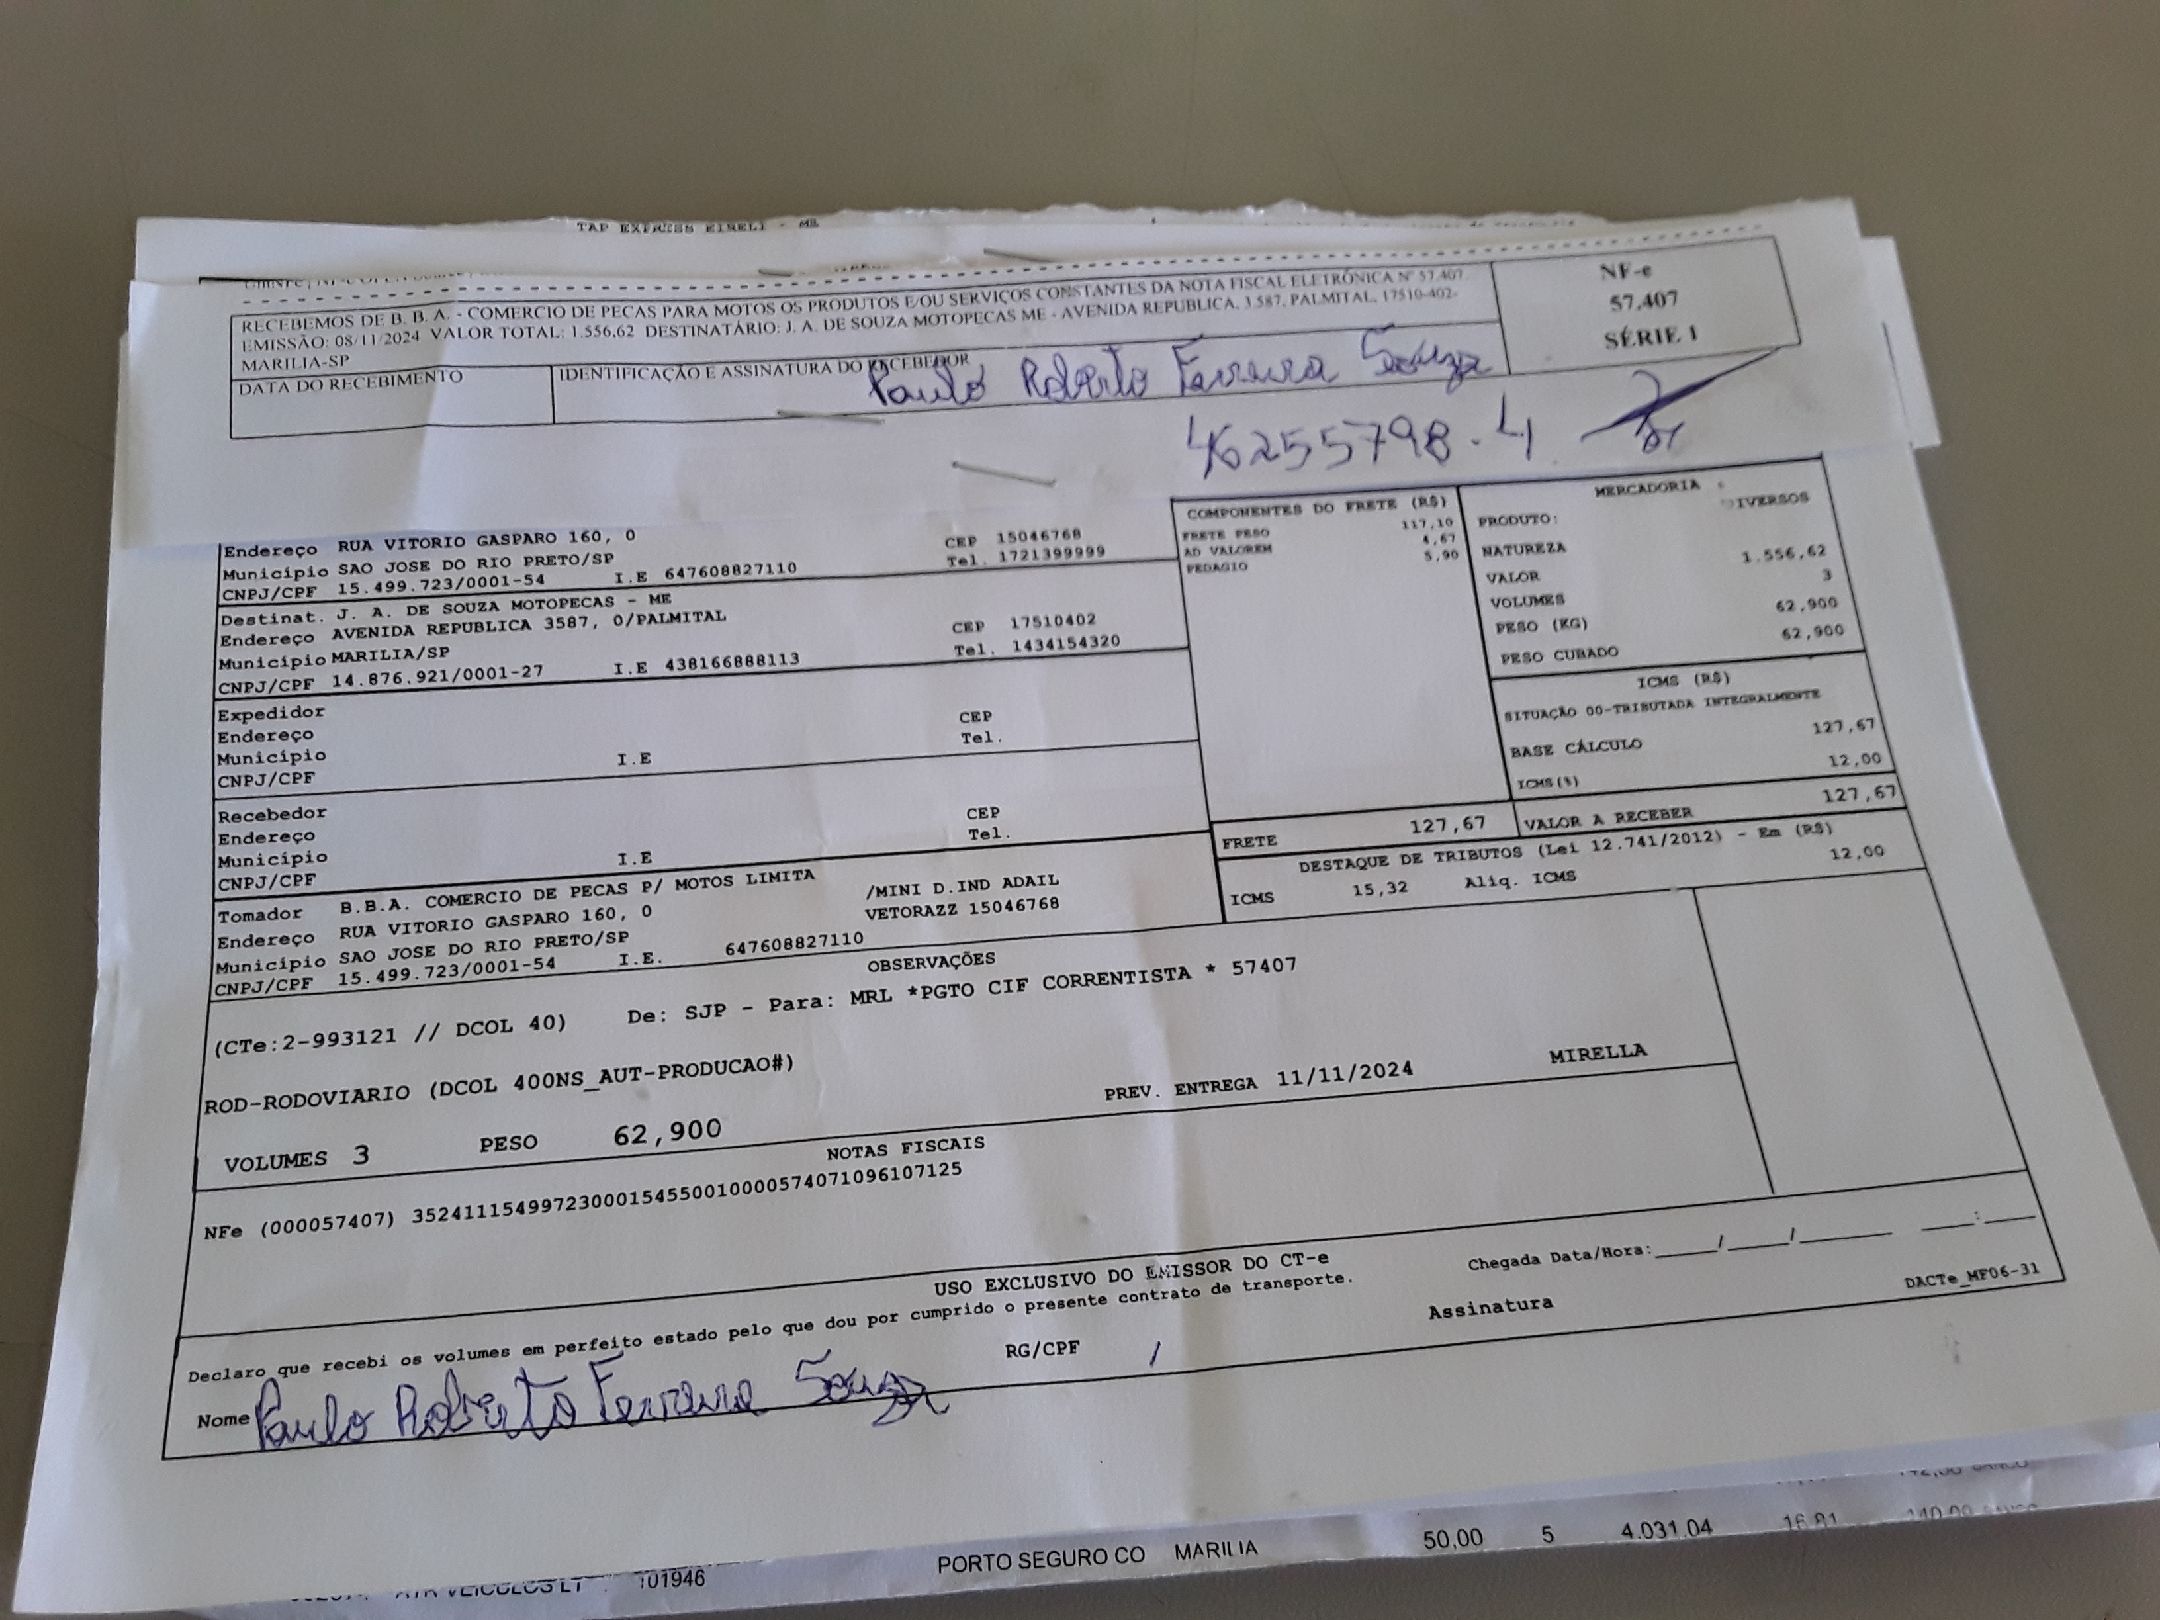 TAP EXPRESS EIRELI - ME
RECEBEMOS DE B. B. A. - COMERCIO DE PECAS PARA MOTOS OS PRODUTOS E/OU SERVIÇOS CONSTANTES DA NOTA FISCAL ELETRÔNICA Nº 57.407.
EMISSÃO: 08/11/2024 VALOR TOTAL: 1.556,62 DESTINATÁRIO: J. A. DE SOUZA MOTOPECAS ME - AVENIDA REPUBLICA, 3.587, PALMITAL, 17510-402-
MARILIA-SP
NF-e
57.407
SÉRIE 1
DATA DO RECEBIMENTO
IDENTIFICAÇÃO E ASSINATURA DO RECEBEDOR
Paulo Roberto Ferreira Souza
46255798-4
Endereço RUA VITORIO GASPARO 160, 0 CEP 15046768
Município SAO JOSE DO RIO PRETO/SP Tel. 1721399999
CNPJ/CPF 15.499.723/0001-54 I.E 647608827110
Destinat. J. A. DE SOUZA MOTOPECAS - ME
Endereço AVENIDA REPUBLICA 3587, 0/PALMITAL CEP 17510402
Município MARILIA/SP Tel. 1434154320
CNPJ/CPF 14.876.921/0001-27 I.E 438166888113
Expedidor
Endereço CEP
Município Tel.
CNPJ/CPF I.E
Recebedor
Endereço CEP
Município Tel.
CNPJ/CPF I.E
Tomador B.B.A. COMERCIO DE PECAS P/ MOTOS LIMITA
Endereço RUA VITORIO GASPARO 160, 0 /MINI D.IND ADAIL
Município SAO JOSE DO RIO PRETO/SP VETORAZZ 15046768
CNPJ/CPF 15.499.723/0001-54 I.E. 647608827110
COMPONENTES DO FRETE (R$)
FRETE PESO 117,10
AD VALOREM 4,67
PEDAGIO 5,90
MERCADORIA
PRODUTO: DIVERSOS
NATUREZA
VALOR 1.556,62
VOLUMES 3
PESO (KG) 62,900
PESO CUBADO 62,900
ICMS (R$)
SITUAÇÃO 00-TRIBUTADA INTEGRALMENTE
BASE CÁLCULO 127,67
ICMS(%) 12,00
FRETE 127,67
VALOR A RECEBER 127,67
DESTAQUE DE TRIBUTOS (Lei 12.741/2012) - Em (R$)
ICMS 15,32 Aliq. ICMS 12,00
OBSERVAÇÕES
(CTe:2-993121 // DCOL 40) De: SJP - Para: MRL *PGTO CIF CORRENTISTA * 57407
ROD-RODOVIARIO (DCOL 400NS_AUT-PRODUCAO#)
PREV. ENTREGA 11/11/2024 MIRELLA
VOLUMES 3 PESO 62,900
NOTAS FISCAIS
NFe (000057407) 35241115499723000154550010000574071096107125
USO EXCLUSIVO DO EMISSOR DO CT-e
Declaro que recebi os volumes em perfeito estado pelo que dou por cumprido o presente contrato de transporte.
Chegada Data/Hora:_____/_____/________ ____:____
Nome Paulo Roberto Ferreira Souza
RG/CPF /
Assinatura
DACTe_MF06-31
101946 PORTO SEGURO CO MARILIA 50,00 5 4.031.04 16,81